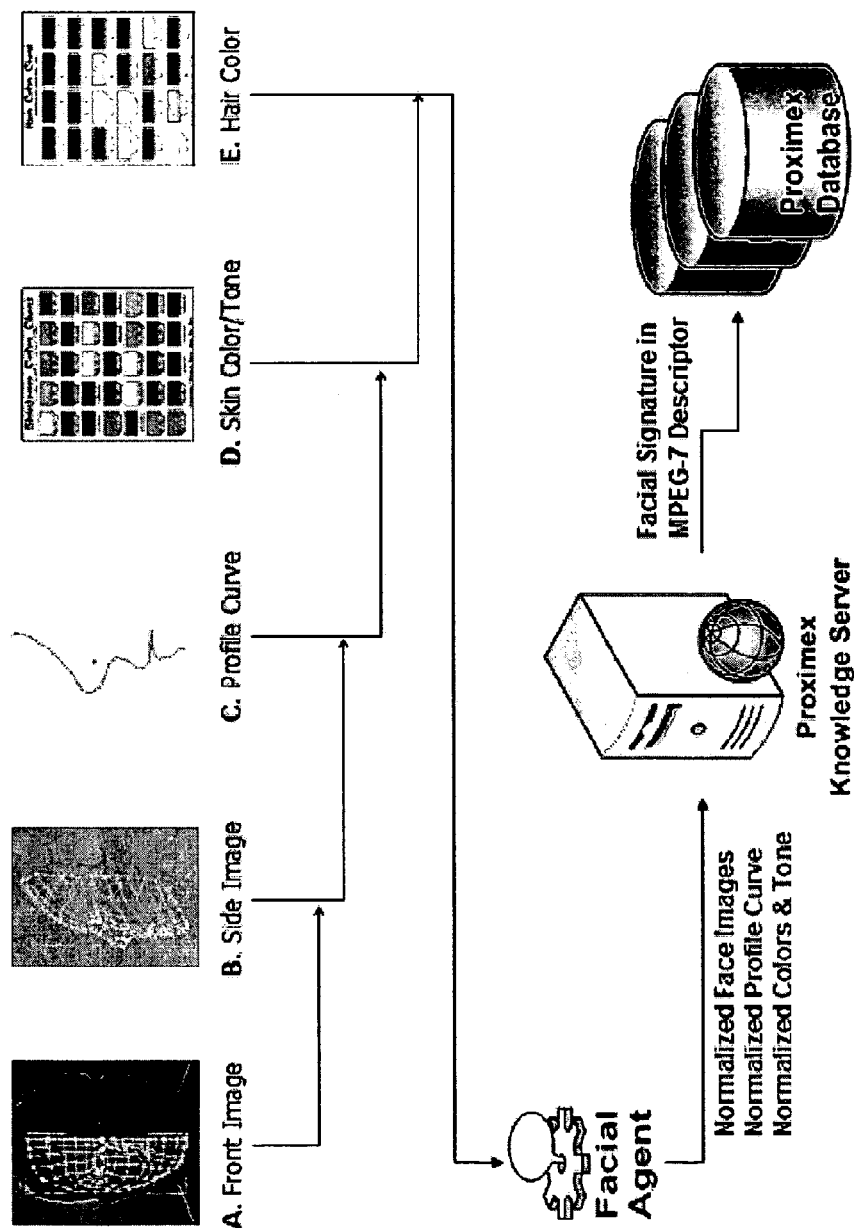 A. Front Image
B. Side Image
C. Profile Curve
D. Skin Color/Tone
E. Hair Color
Facial
Agent
Normalized Face Images
Normalized Profile Curve
Normalized Colors & Tone
Proximex
Knowledge Server
Facial Signature in
MPEG-7 Descriptor
Proximex
Database